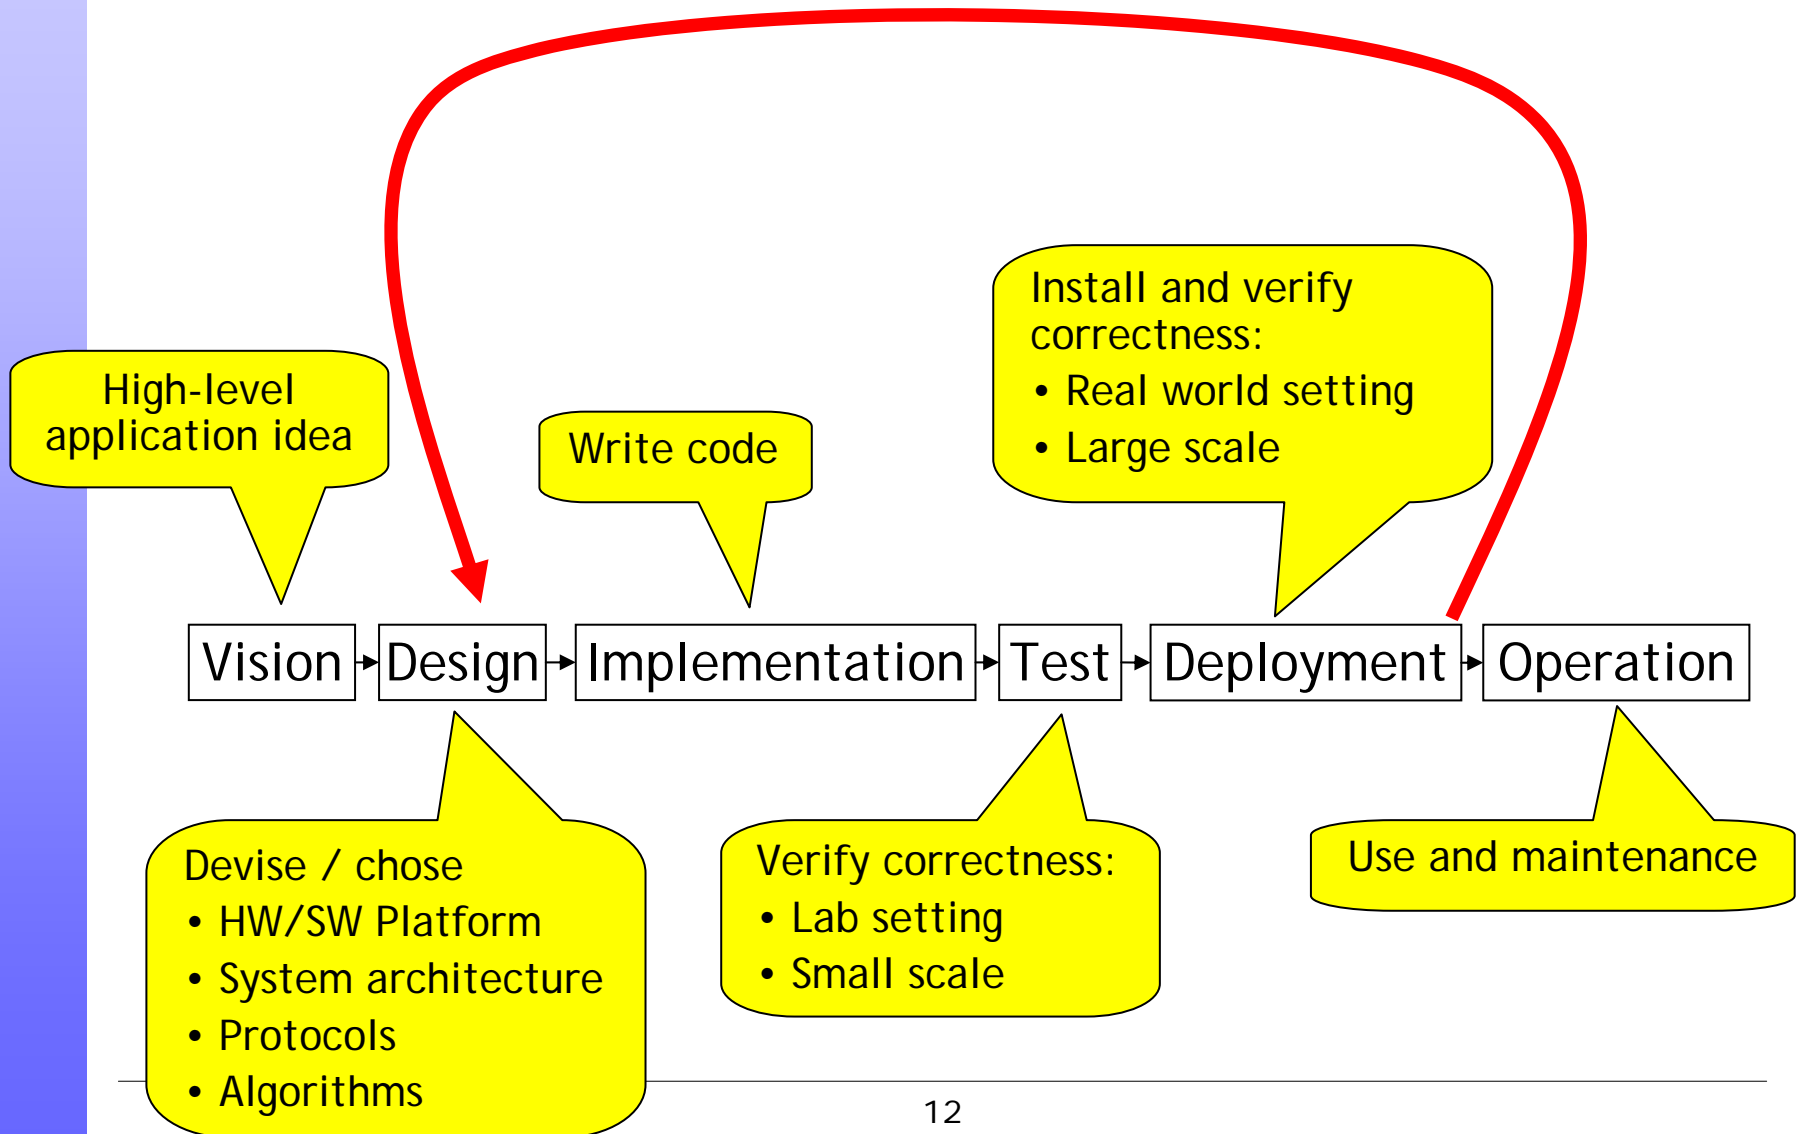 High-level
application idea
Write code
Install and verify
correctness:
• Real world setting
• Large scale
Vision
Design
Implementation
Test
Deployment
Operation
Devise / chose
• HW/SW Platform
• System architecture
• Protocols
• Algorithms
Verify correctness:
• Lab setting
• Small scale
Use and maintenance
12